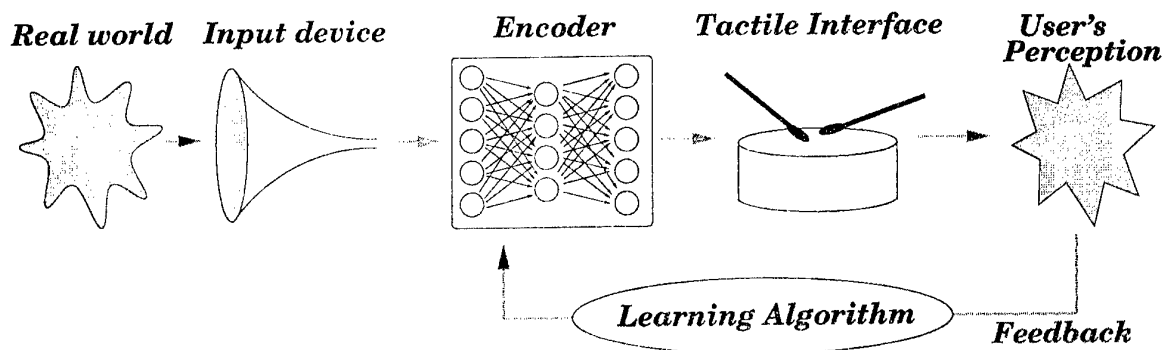 Real world
Input device
Encoder
Tactile Interface
User's
Perception
Learning Algorithm
Feedback